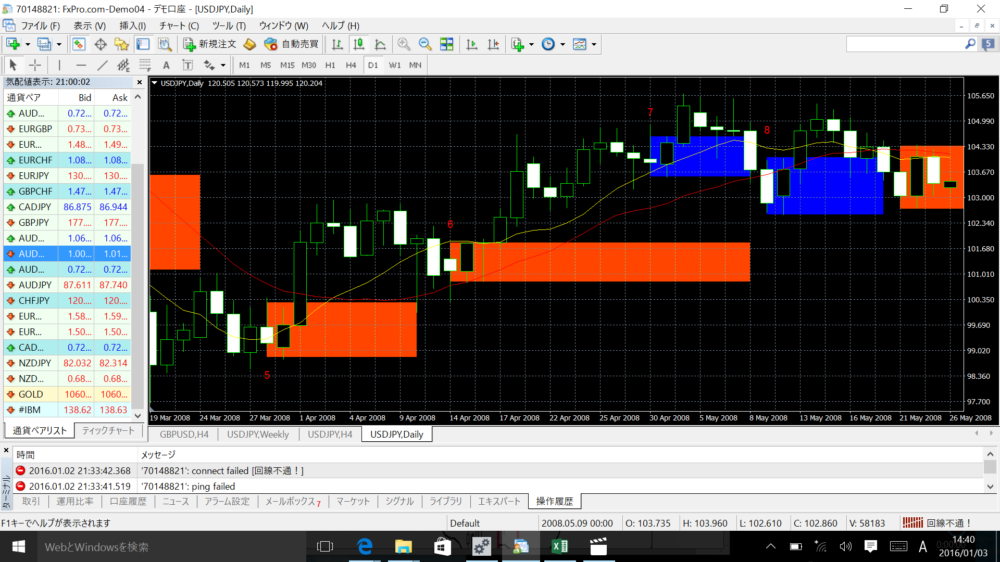 70148821: FxPro.com-Demo04 - デモ口座 - [USDJPY,Daily]
ファイル (F) 表示 (V) 挿入(I) チャート (C) ツール (T) ウィンドウ (W) ヘルプ (H)
新規注文 自動売買 5
E F A T M1 M5 M15 M30 H1 H4 D1 W1 MN
気配値表示: 21:00:02
通貨ペア Bid Ask
AUD... 0.72... 0.72...
EURGBP 0.73... 0.73...
EUR... 1.48... 1.49...
EURCHF 1.08... 1.08...
EURJPY 130.... 130....
GBPCHF 1.47... 1.47...
CADJPY 86.875 86.944
GBPJPY 177.... 177....
AUD... 1.06... 1.06...
AUD... 1.00... 1.01...
AUD... 0.72... 0.72...
AUDJPY 87.611 87.740
CHFJPY 120.... 120....
EUR... 1.58... 1.59...
EUR... 1.50... 1.50...
CAD... 0.72... 0.72...
NZDJPY 82.032 82.314
NZD... 0.68... 0.68...
GOLD 1060... 1060...
#IBM 138.62 138.63
通貨ペアリスト ティックチャート
USDJPY,Daily 120.505 120.573 119.995 120.204
7
8
6
5
105.650
104.990
104.330
103.670
103.000
102.340
101.680
101.010
100.350
99.690
99.020
98.360
97.700
19 Mar 2008 24 Mar 2008 27 Mar 2008 1 Apr 2008 4 Apr 2008 9 Apr 2008 14 Apr 2008 17 Apr 2008 22 Apr 2008 25 Apr 2008 30 Apr 2008 5 May 2008 8 May 2008 13 May 2008 16 May 2008 21 May 2008 26 May 2008
GBPUSD,H4 USDJPY,Weekly USDJPY,H4 USDJPY,Daily
ターミナル
時間 メッセージ
2016.01.02 21:33:42.368 '70148821': connect failed [回線不通！]
2016.01.02 21:33:41.519 '70148821': ping failed
取引 運用比率 口座履歴 ニュース アラーム設定 メールボックス 7 マーケット シグナル ライブラリ エキスパート 操作履歴
F1キーでヘルプが表示されます Default 2008.05.09 00:00 O: 103.735 H: 103.960 L: 102.610 C: 102.860 V: 58183 回線不通！
WebとWindowsを検索
A
0:00:00
14:40
2016/01/03